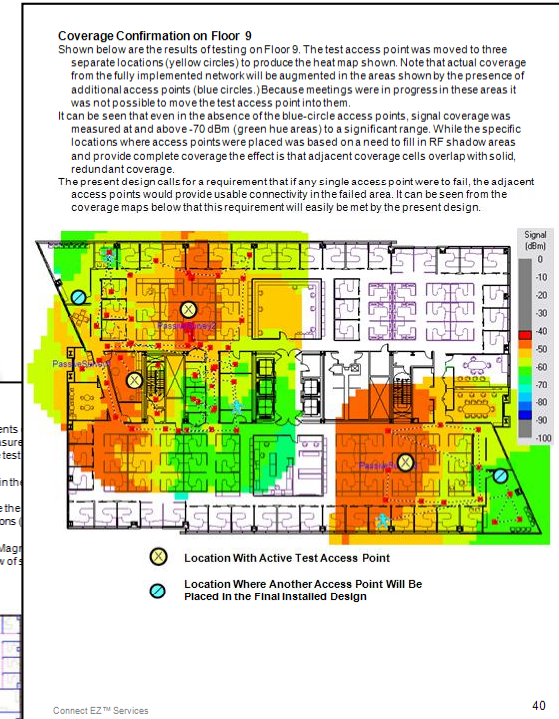 Coverage Confirmation on Floor 9
Shown below are the results of testing on Floor 9. The test access point was moved to three
separate locations (yellow circles) to produce the heat map shown. Note that actual coverage
from the fully implemented network will be augmented in the areas shown by the presence of
additional access points (blue circles.) Because meetings were in progress in these areas it
was not possible to move the test access point into them.
It can be seen that even in the absence of the blue-circle access points, signal coverage was
measured at and above -70 dBm (green hue areas) to a significant range. While the specific
locations where access points were placed was based on a need to fill in RF shadow areas
and provide complete coverage the effect is that adjacent coverage cells overlap with solid,
redundant coverage.
The present design calls for a requirement that if any single access point were to fail, the adjacent
access points would provide usable connectivity in the failed area. It can be seen from the
coverage maps below that this requirement will easily be met by the present design.
Signal
(dBm)
0
-10
-20
-30
-40
-50
-60
-70
-80
-90
-100
Location With Active Test Access Point
Location Where Another Access Point Will Be
Placed In the Final Installed Design
Connect EZ™ Services
40